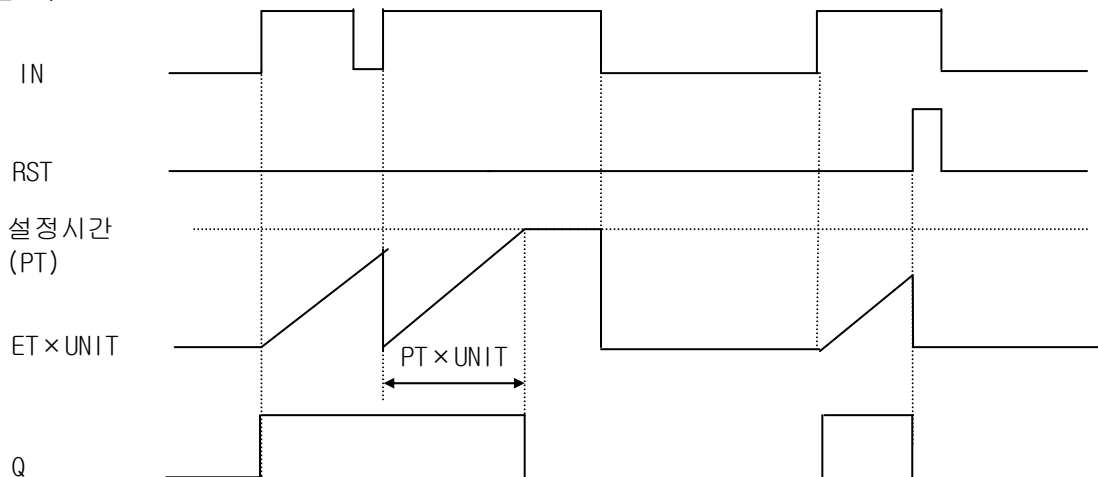 IN
RST
설정시간
(PT)
ET×UNIT
PT×UNIT
Q